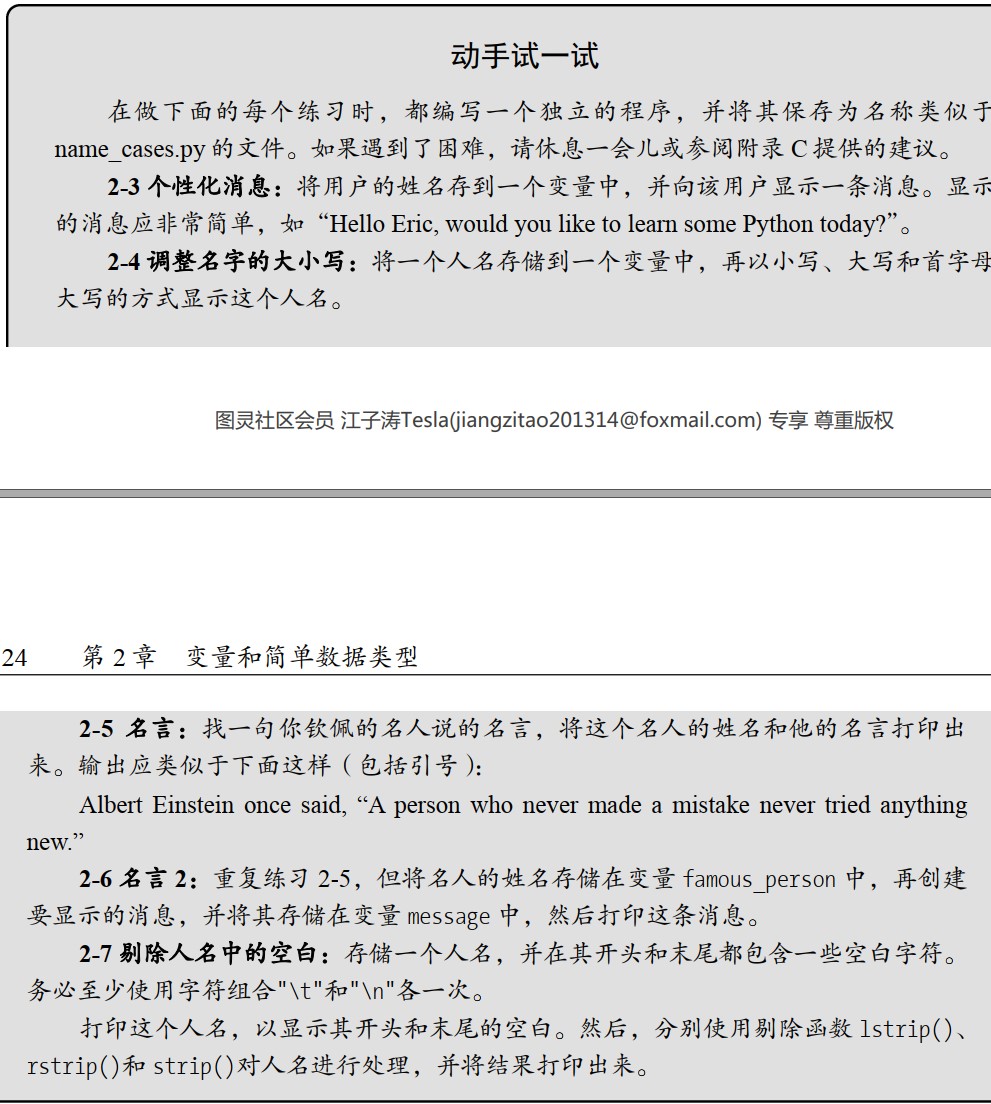 动手试一试
在做下面的每个练习时，都编写一个独立的程序，并将其保存为名称类似于
name_cases.py 的文件。如果遇到了困难，请休息一会儿或参阅附录 C 提供的建议。
2-3 个性化消息：将用户的姓名存到一个变量中，并向该用户显示一条消息。显示
的消息应非常简单，如“Hello Eric, would you like to learn some Python today?”。
2-4 调整名字的大小写：将一个人名存储到一个变量中，再以小写、大写和首字母
大写的方式显示这个人名。
图灵社区会员 江子涛Tesla(jiangzitao201314@foxmail.com) 专享 尊重版权
24 第 2 章 变量和简单数据类型
2-5 名言：找一句你钦佩的名人说的名言，将这个名人的姓名和他的名言打印出
来。输出应类似于下面这样（包括引号）：
Albert Einstein once said, “A person who never made a mistake never tried anything
new.”
2-6 名言 2：重复练习 2-5，但将名人的姓名存储在变量 famous_person 中，再创建
要显示的消息，并将其存储在变量 message 中，然后打印这条消息。
2-7 剔除人名中的空白：存储一个人名，并在其开头和末尾都包含一些空白字符。
务必至少使用字符组合"\t"和"\n"各一次。
打印这个人名，以显示其开头和末尾的空白。然后，分别使用剔除函数 lstrip()、
rstrip()和 strip()对人名进行处理，并将结果打印出来。